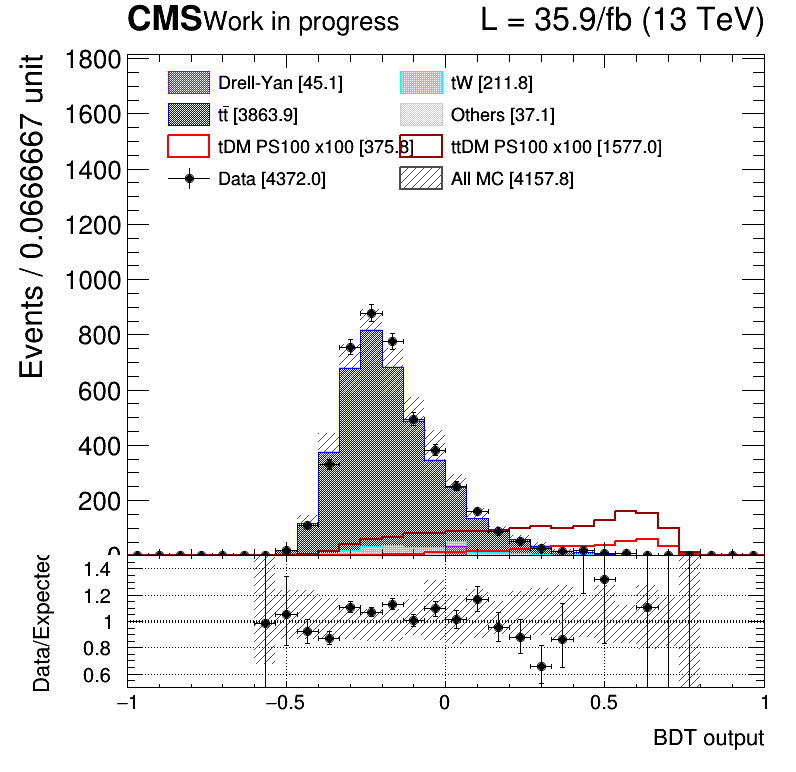 CMS Work in progress L = 35.9/fb (13 TeV)
Events / 0.0666667 unit
1800
1600
1400
1200
1000
800
600
400
200
0
Drell-Yan [45.1] tW [211.8]
tt̄ [3863.9] Others [37.1]
tDM PS100 x100 [375.8] ttDM PS100 x100 [1577.0]
Data [4372.0] All MC [4157.8]
Data/Expected
1.4
1.2
1
0.8
0.6
−1 −0.5 0 0.5 1
BDT output